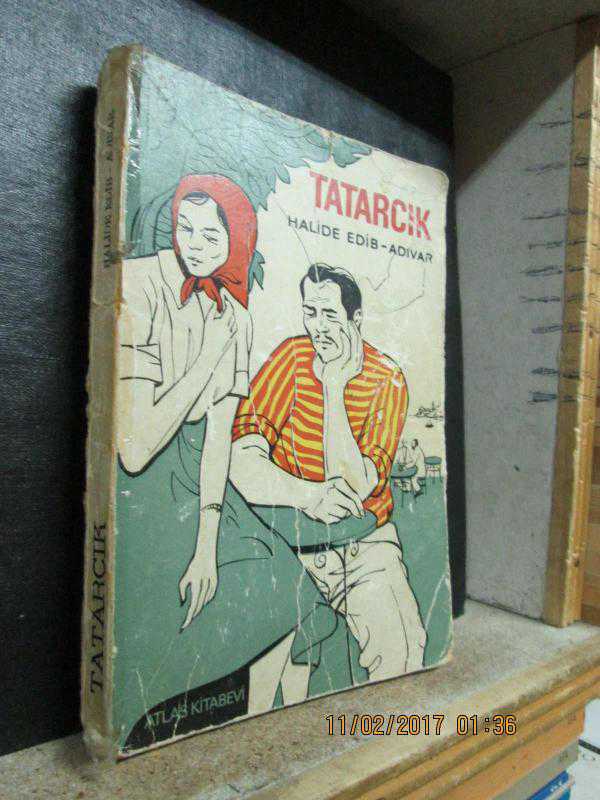 TATARCIK
HALİDE EDİB-ADIVAR
ATLAS KİTABEVİ
HALİDE EDİB - ADIVAR
TATARCIK
11/02/2017 01:36